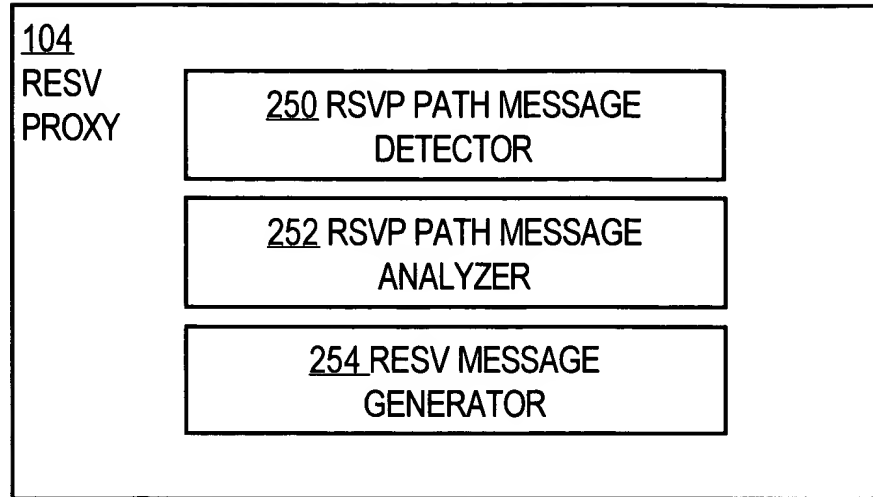 104
RESV
PROXY
250 RSVP PATH MESSAGE
DETECTOR
252 RSVP PATH MESSAGE
ANALYZER
254 RESV MESSAGE
GENERATOR